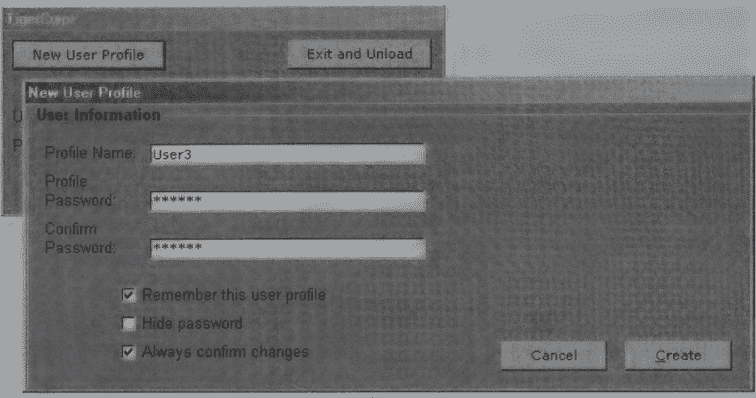 New User Profile
Exit and Unload
New User Profile
User Information
Profile Name:
User3
Profile
Password:
******
Confirm
Password:
******
Remember this user profile
Hide password
Always confirm changes
Cancel
Create